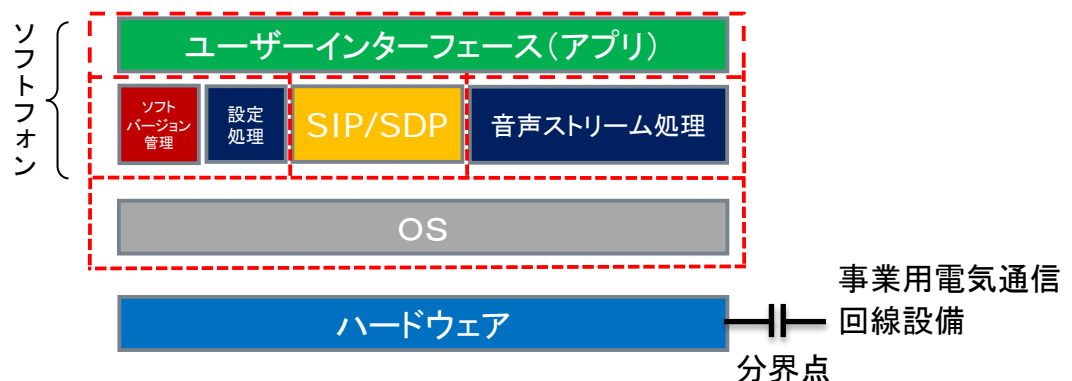 ソフトフォン
ユーザーインターフェース(アプリ)
ソフト
バージョン
管理
設定
処理
SIP/SDP
音声ストリーム処理
OS
ハードウェア
事業用電気通信
回線設備
分界点